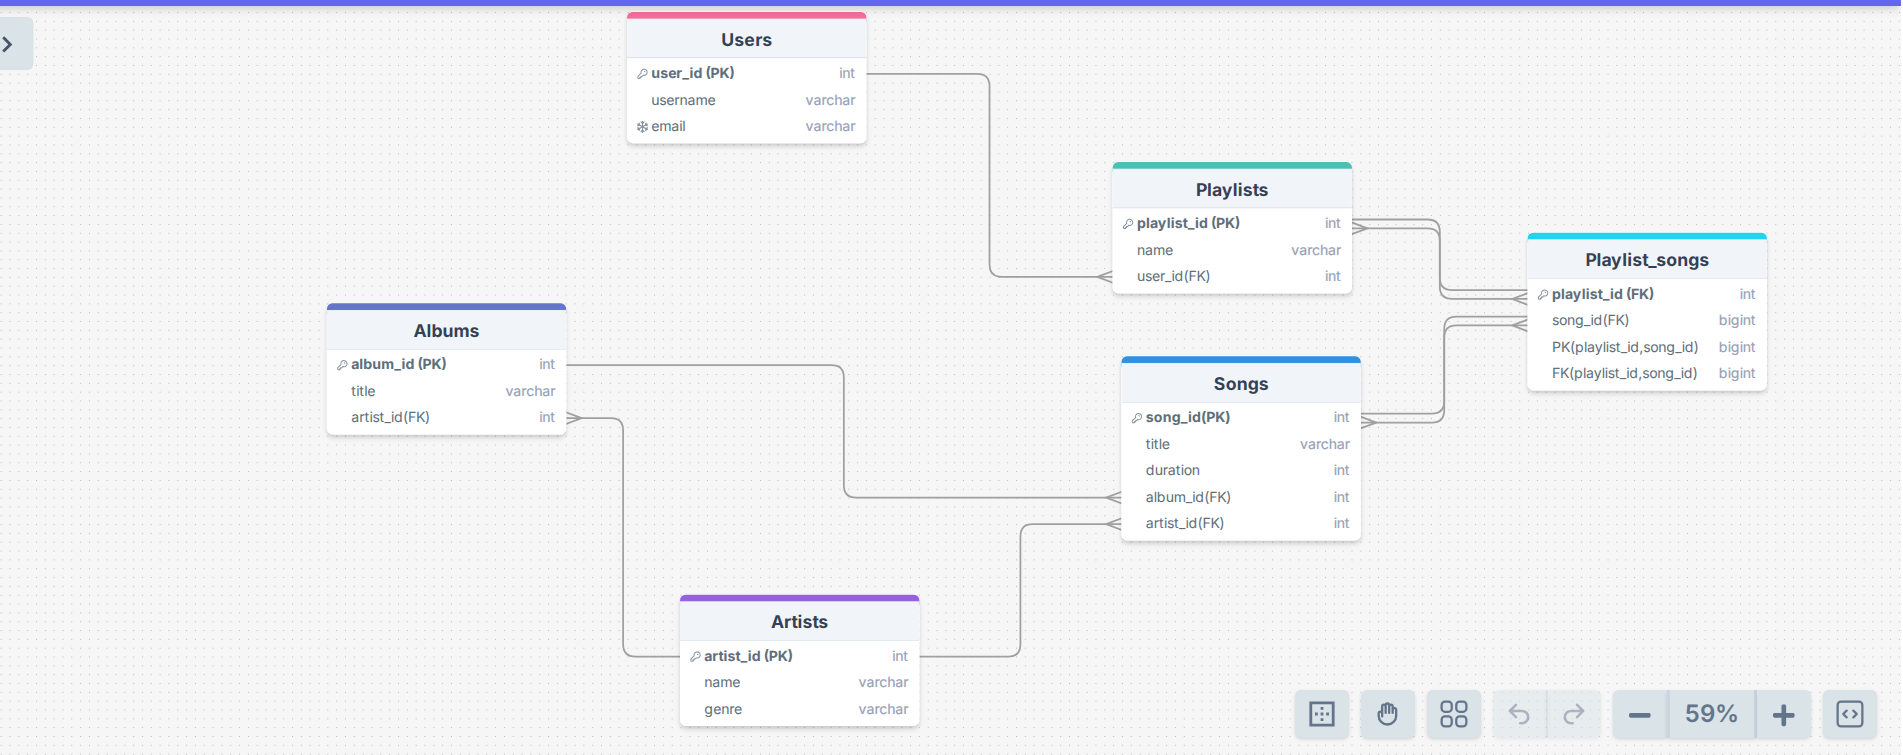 Users
user_id (PK) int
username varchar
email varchar
Playlists
playlist_id (PK) int
name varchar
user_id(FK) int
Playlist_songs
playlist_id (FK) int
song_id(FK) bigint
PK(playlist_id,song_id) bigint
FK(playlist_id,song_id) bigint
Albums
album_id (PK) int
title varchar
artist_id(FK) int
Songs
song_id(PK) int
title varchar
duration int
album_id(FK) int
artist_id(FK) int
Artists
artist_id (PK) int
name varchar
genre varchar
59%